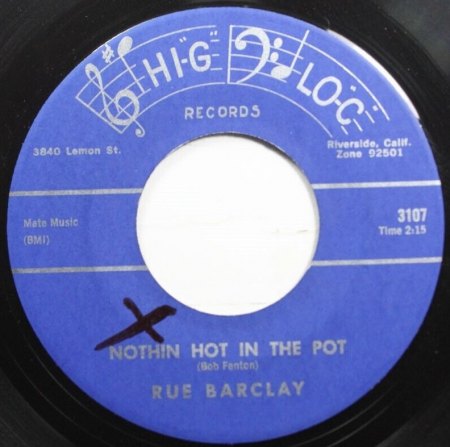 HI-"G" LO-"C"
RECORDS
3840 Lemon St.
Riverside, Calif.
Zone 92501
Mate Music
(BMI)
3107
Time 2:15
X
NOTHIN HOT IN THE POT
(Bob Fenton)
RUE BARCLAY